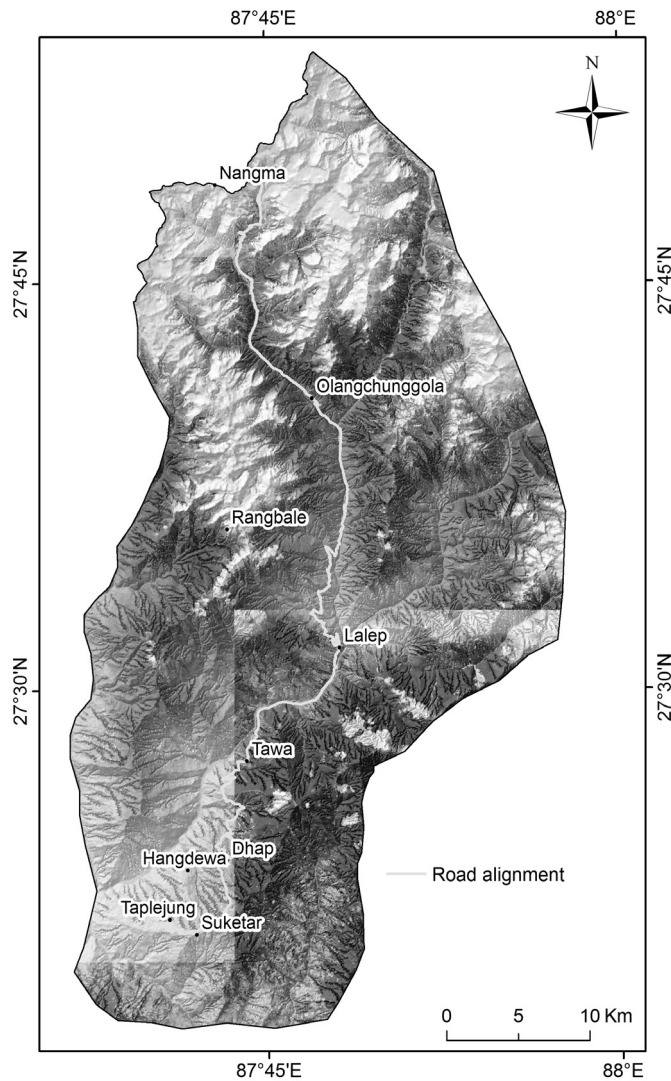 87°45'E
88°E
N
Nangma
27°45'N
27°45'N
Olangchunggola
Rangbale
Lalep
27°30'N
27°30'N
Tawa
Dhap
Hangdewa
Road alignment
Taplejung
Suketar
0 5 10 Km
87°45'E
88°E